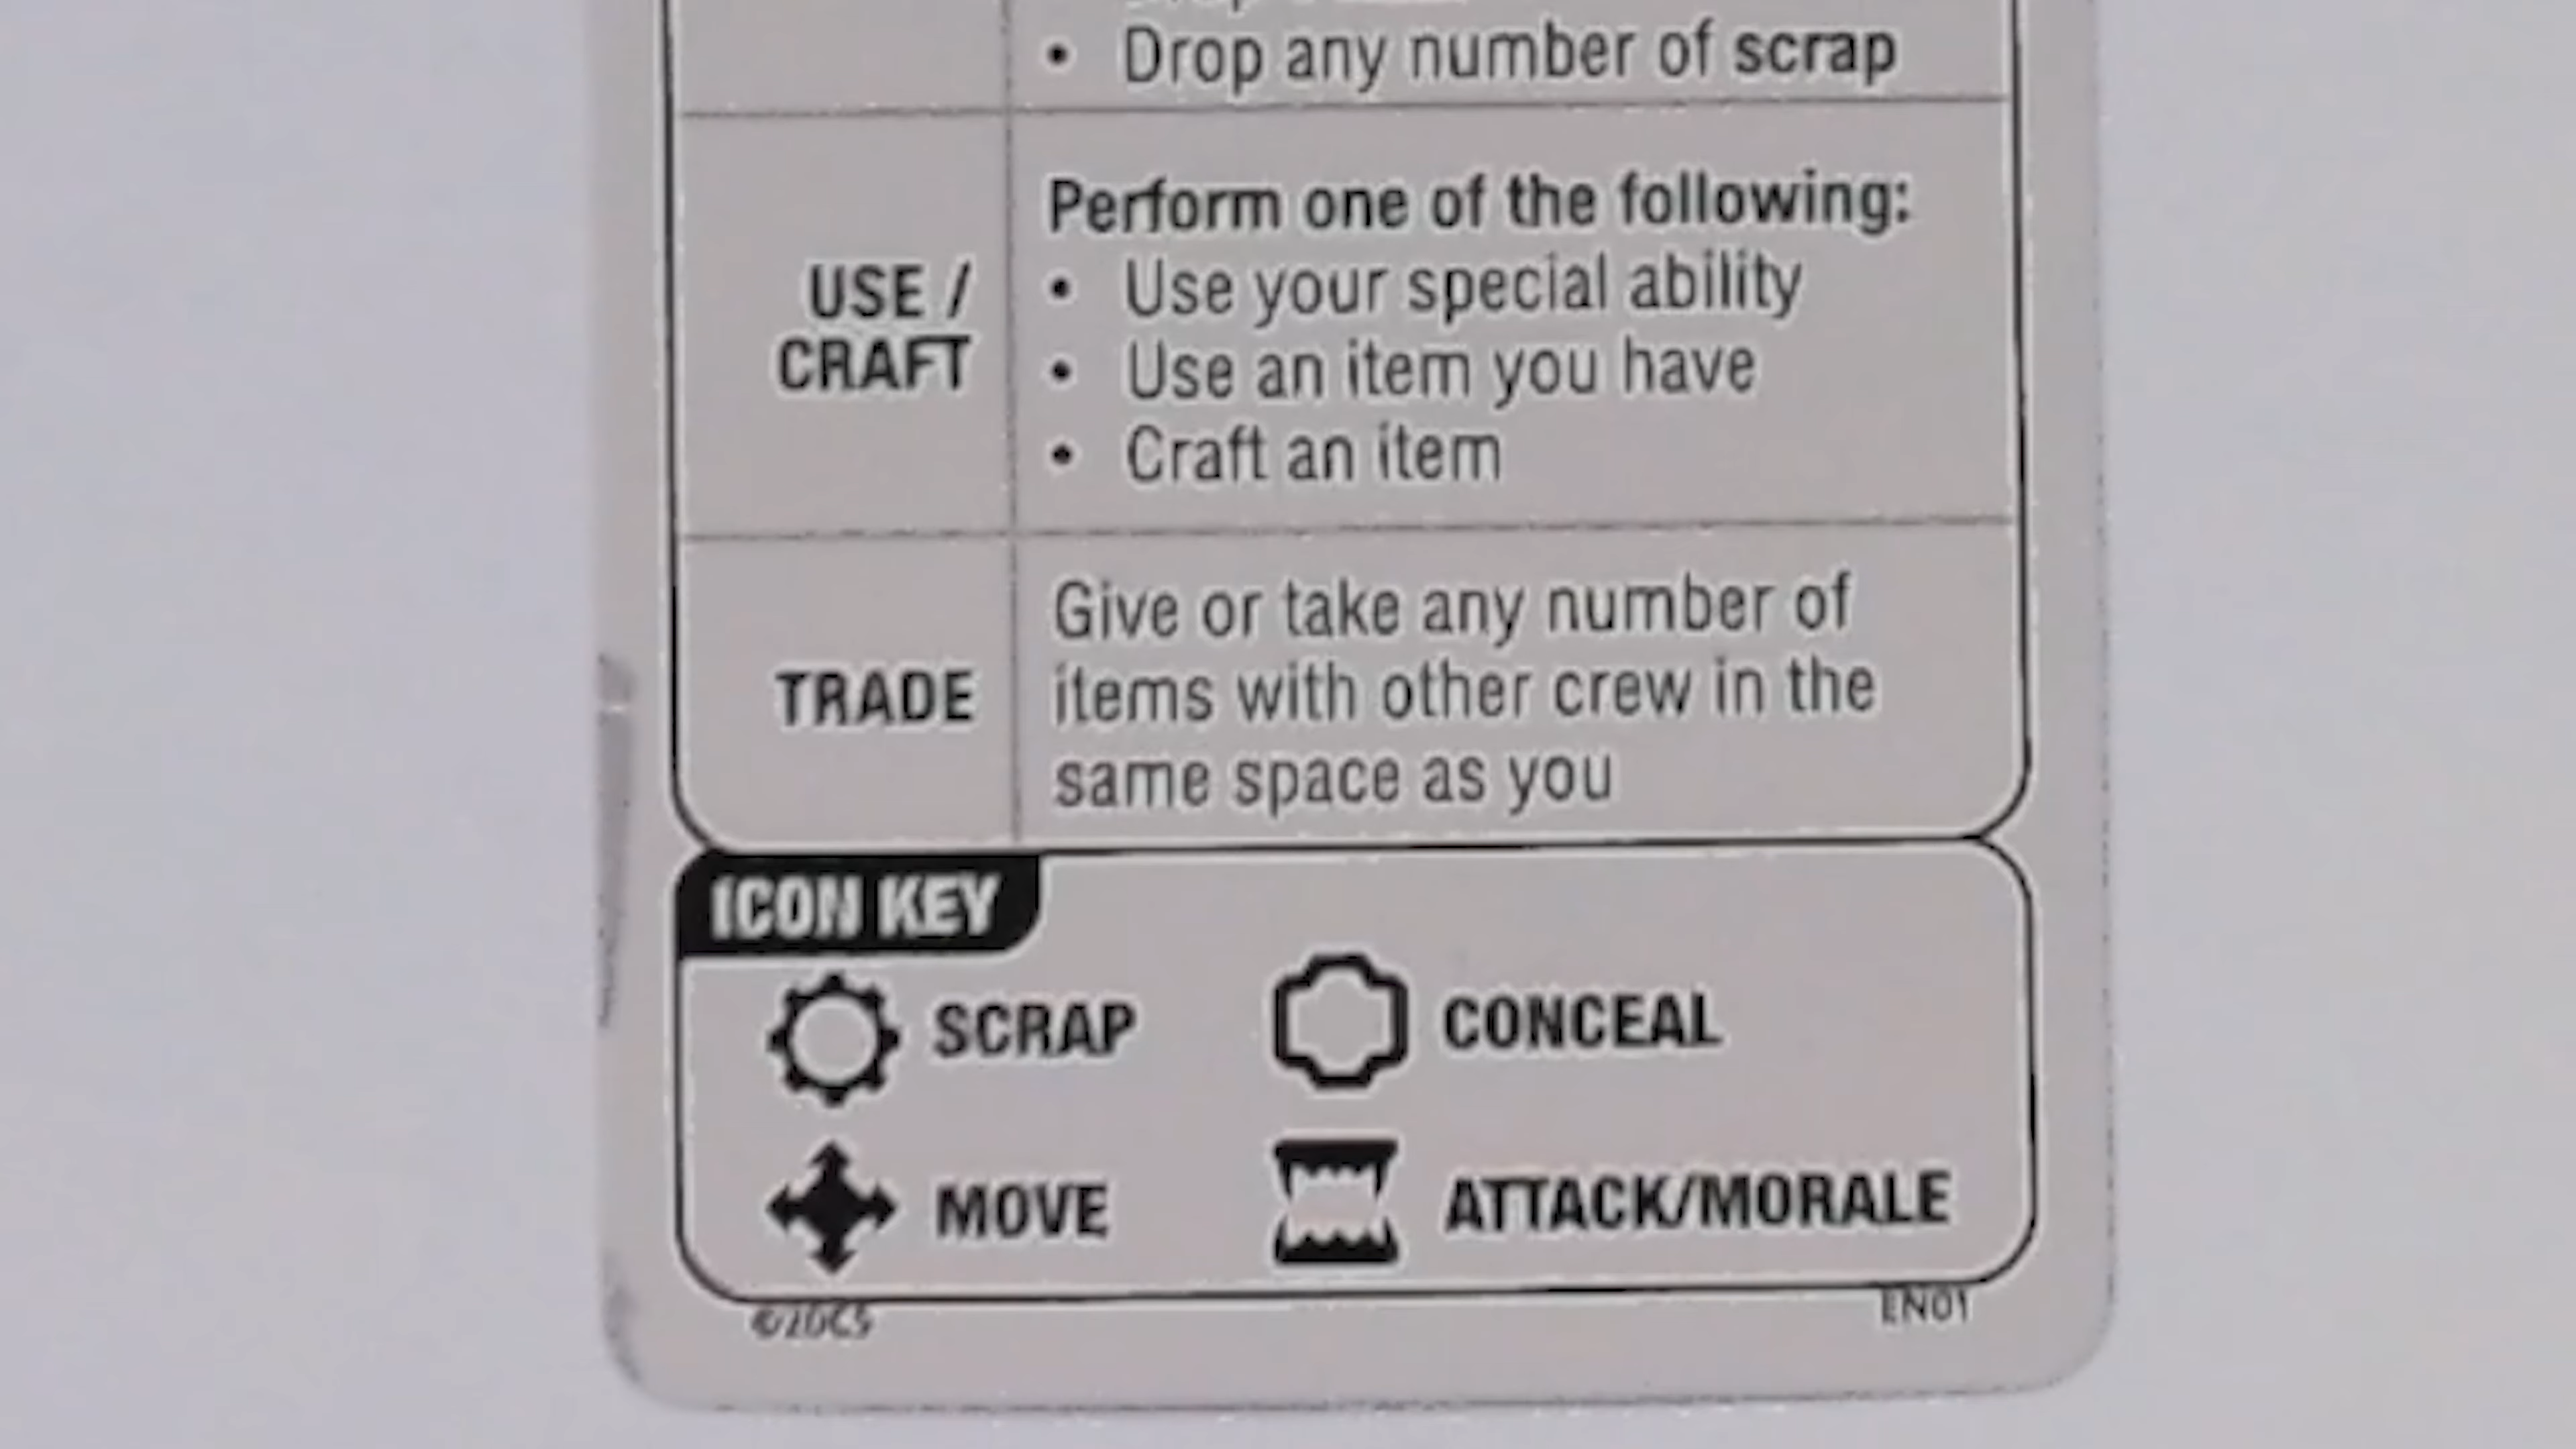 • Drop any number of scrap
USE /
CRAFT
Perform one of the following:
• Use your special ability
• Use an item you have
• Craft an item
TRADE
Give or take any number of
items with other crew in the
same space as you
ICON KEY
SCRAP
CONCEAL
MOVE
ATTACK/MORALE
EN01